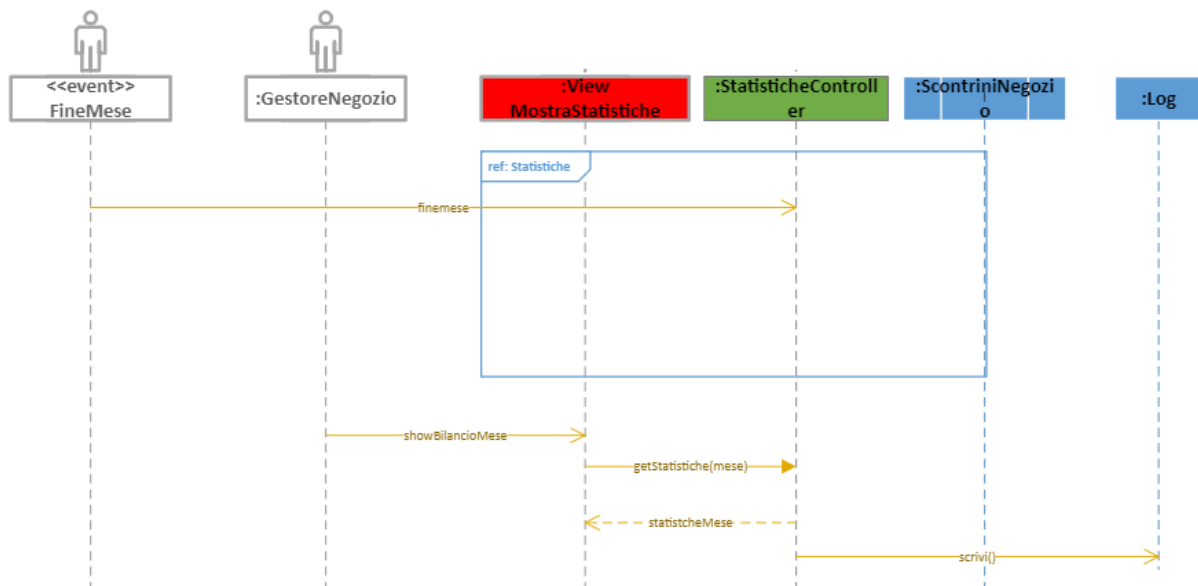 <<event>>
FineMese
:GestoreNegozio
:View
MostraStatistiche
:StatisticheControll
er
:ScontriniNegozi
o
:Log
ref: Statistiche
finemese
showBilancioMese
getStatistiche(mese)
statistcheMese
scrivi()